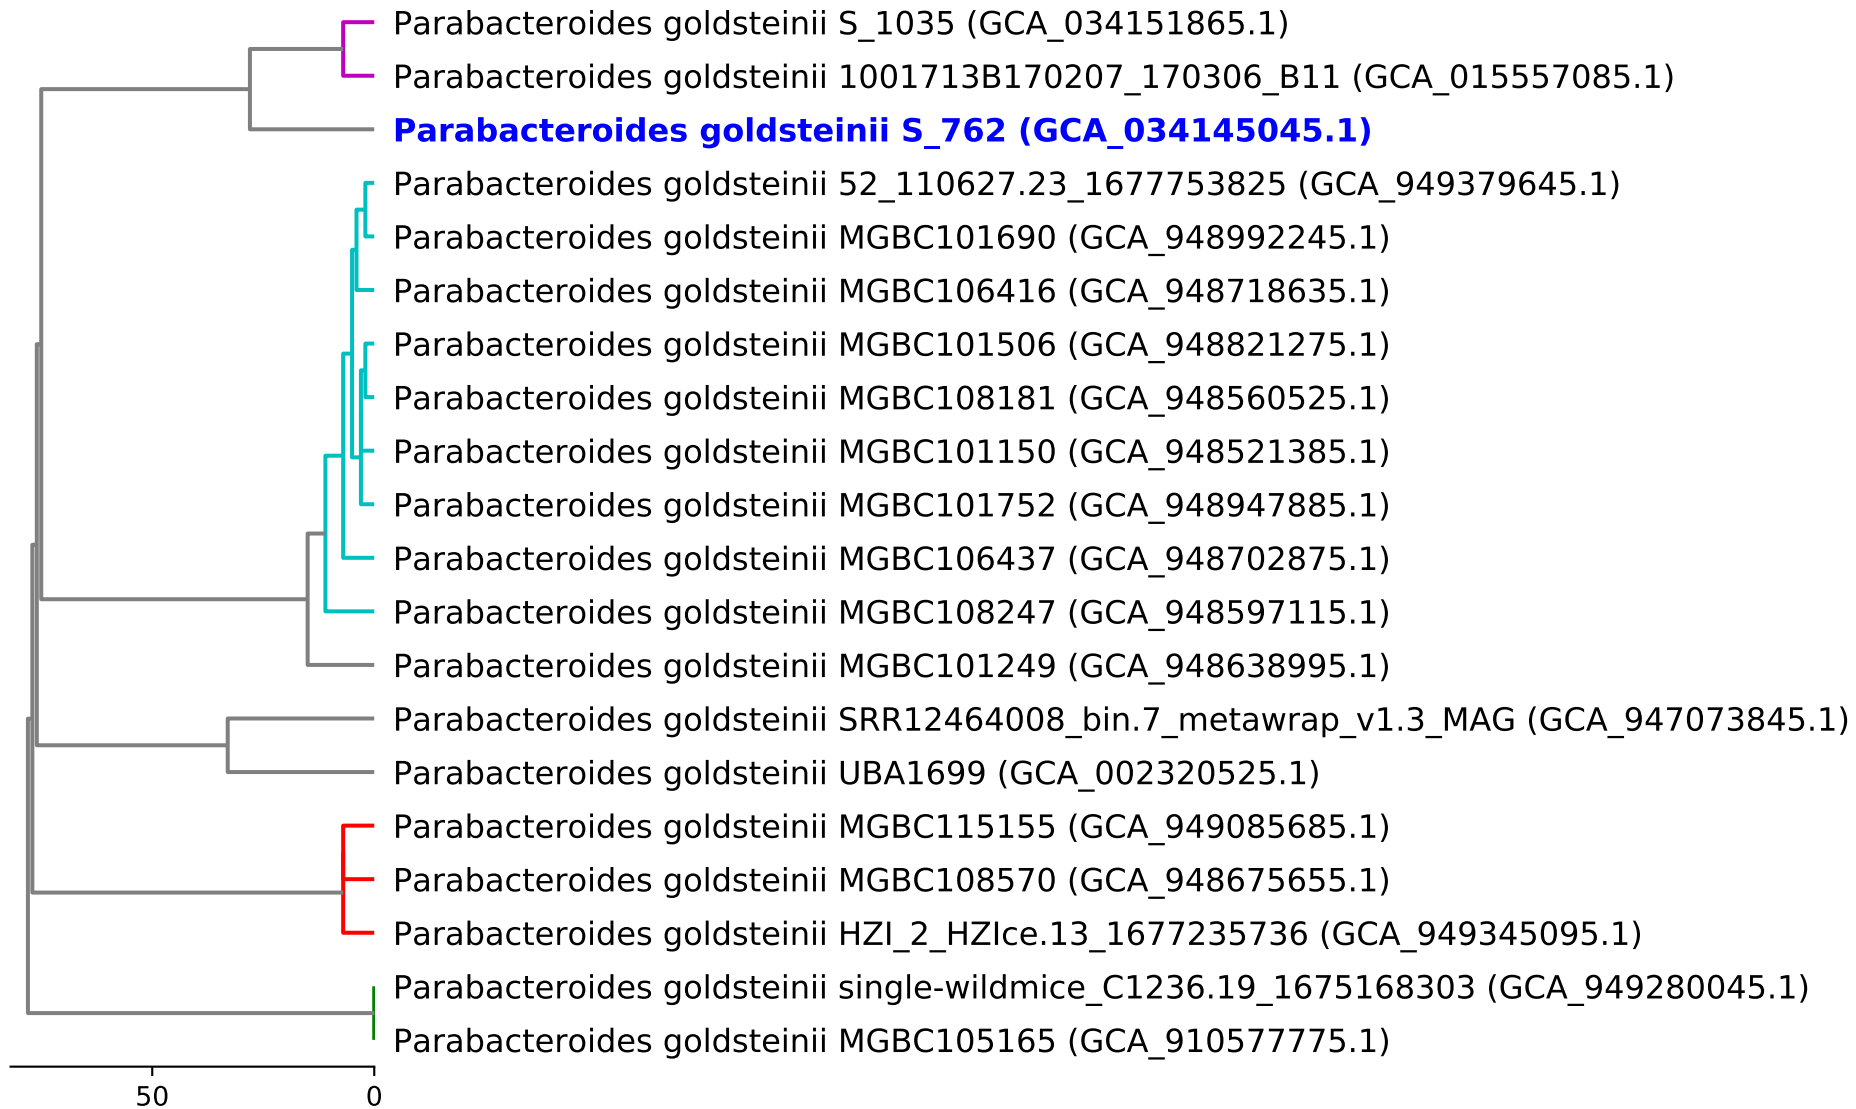 Parabacteroides goldsteinii S_1035 (GCA_034151865.1)
Parabacteroides goldsteinii 1001713B170207_170306_B11 (GCA_015557085.1)
Parabacteroides goldsteinii S_762 (GCA_034145045.1)
Parabacteroides goldsteinii 52_110627.23_1677753825 (GCA_949379645.1)
Parabacteroides goldsteinii MGBC101690 (GCA_948992245.1)
Parabacteroides goldsteinii MGBC106416 (GCA_948718635.1)
Parabacteroides goldsteinii MGBC101506 (GCA_948821275.1)
Parabacteroides goldsteinii MGBC108181 (GCA_948560525.1)
Parabacteroides goldsteinii MGBC101150 (GCA_948521385.1)
Parabacteroides goldsteinii MGBC101752 (GCA_948947885.1)
Parabacteroides goldsteinii MGBC106437 (GCA_948702875.1)
Parabacteroides goldsteinii MGBC108247 (GCA_948597115.1)
Parabacteroides goldsteinii MGBC101249 (GCA_948638995.1)
Parabacteroides goldsteinii SRR12464008_bin.7_metawrap_v1.3_MAG (GCA_947073845.1)
Parabacteroides goldsteinii UBA1699 (GCA_002320525.1)
Parabacteroides goldsteinii MGBC115155 (GCA_949085685.1)
Parabacteroides goldsteinii MGBC108570 (GCA_948675655.1)
Parabacteroides goldsteinii HZI_2_HZIce.13_1677235736 (GCA_949345095.1)
Parabacteroides goldsteinii single-wildmice_C1236.19_1675168303 (GCA_949280045.1)
Parabacteroides goldsteinii MGBC105165 (GCA_910577775.1)
50 0